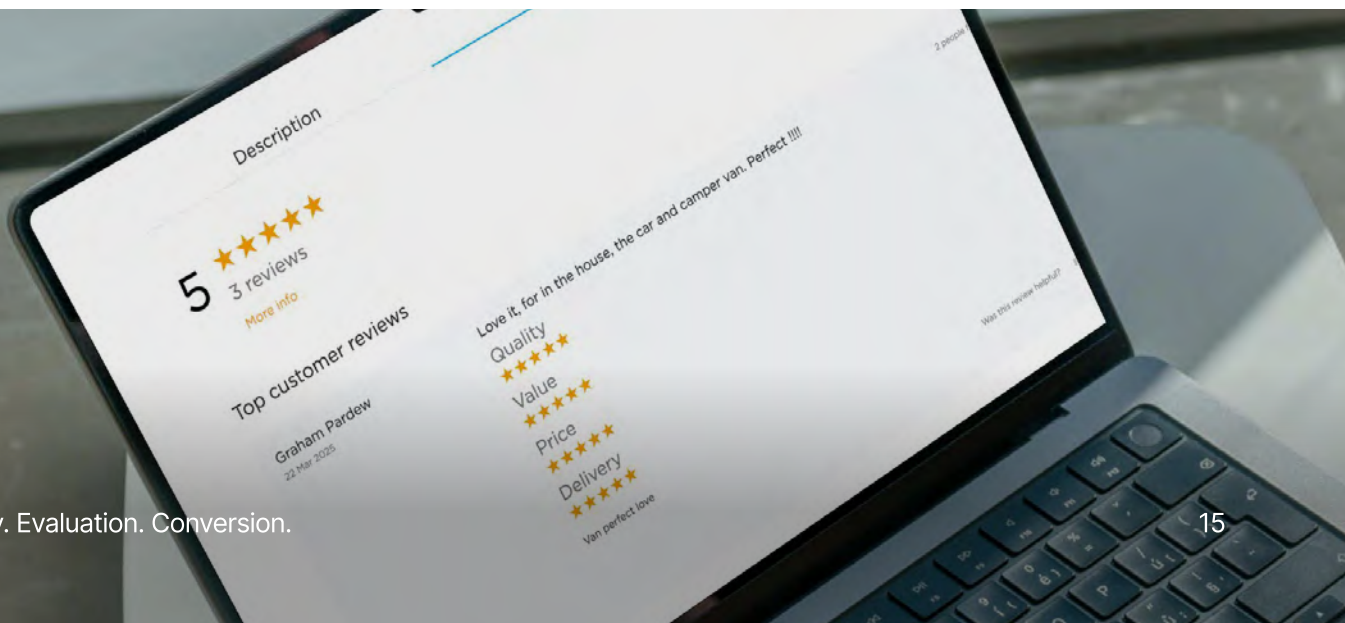 Description
2 people
5
3 reviews
More info
Top customer reviews
Graham Pardew
22 Mar 2025
Love it, for in the house, the car and camper van. Perfect !!!!
Quality
Value
Price
Delivery
Van perfect love
Was this review helpful?
. Evaluation. Conversion.
15